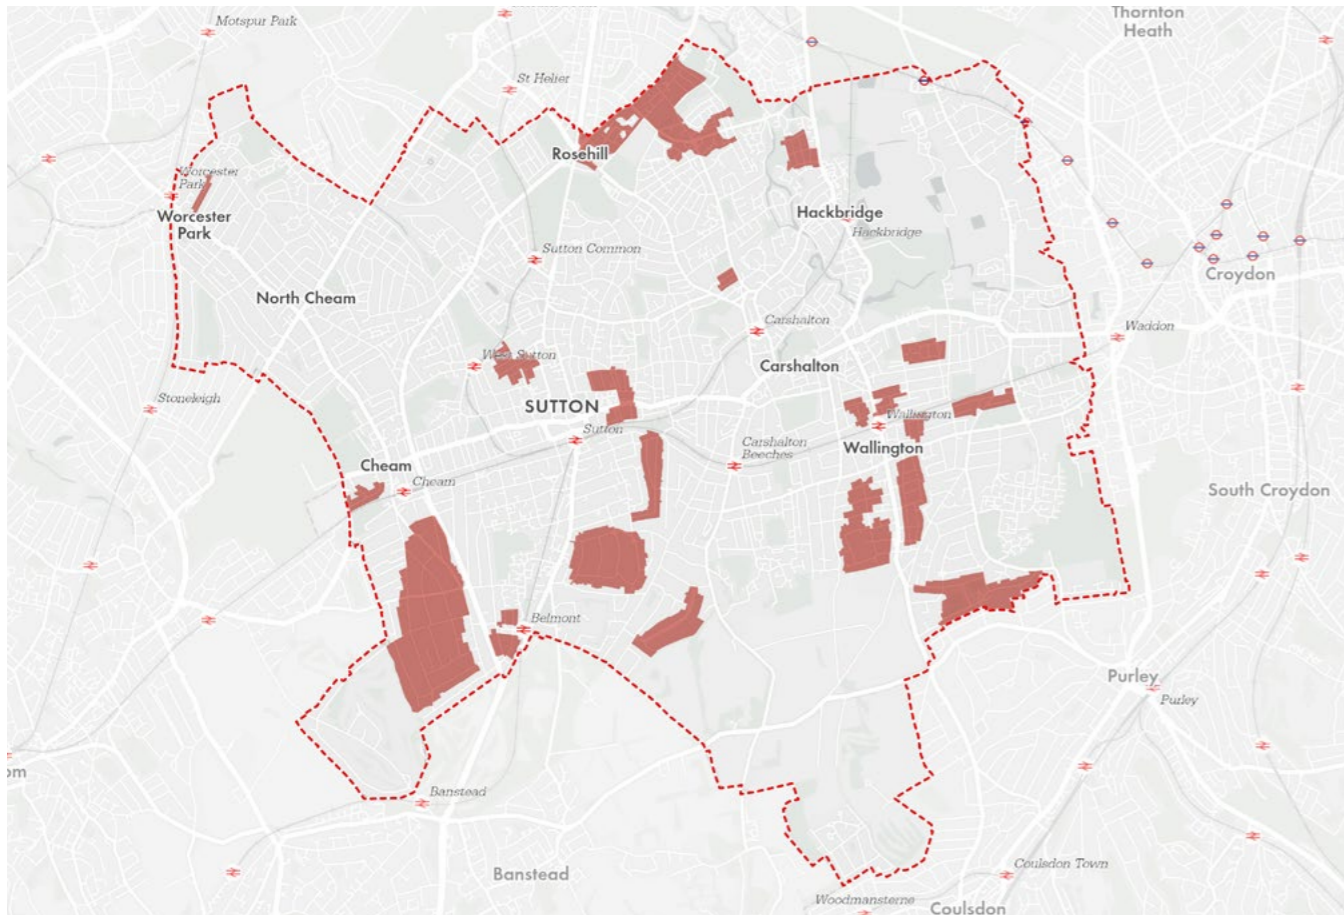 Motspur Park
Thornton
Heath
St Helier
Rosehill
Worcester
Park
Worcester
Park
Hackbridge
Hackbridge
Sutton Common
Croydon
North Cheam
Carshalton
Waddon
West Sutton
Carshalton
Stoneleigh
SUTTON
Wallington
Sutton
Carshalton
Beeches
Wallington
Cheam
Cheam
South Croydon
Belmont
Purley
Purley
om
Banstead
Banstead
Coulsdon Town
Woodmansterne
Coulsdon